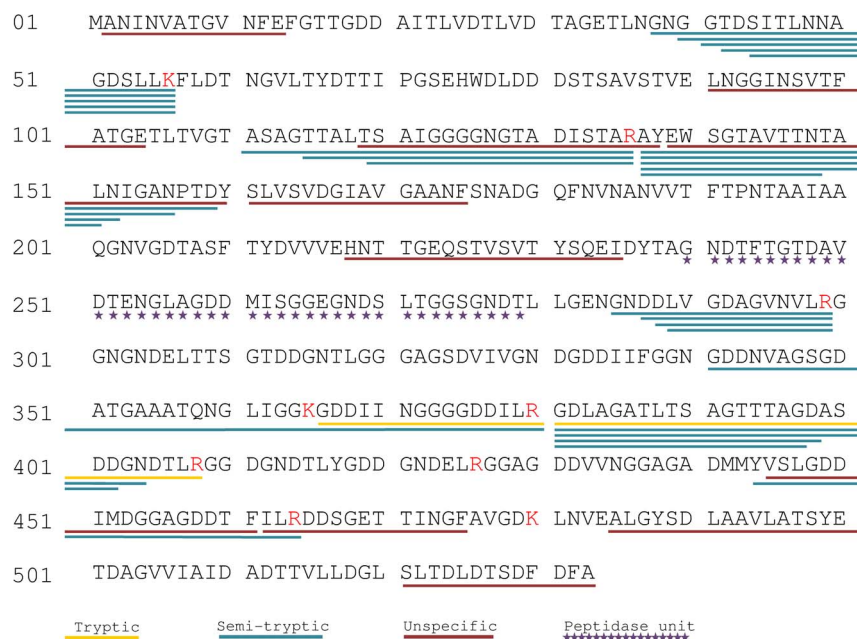 01 MANINVATGV NFEFGTTGDD AITLVDTLVD TAGETLNGNG GTDSITLNNA
51 GDSLLKFLDT NGVLTYDTTI PGSEHWDLDD DSTSAVSTVE LNGGINSVTF
101 ATGETLTVGT ASAGTTALTS AIGGGGNGTA DISTARAYEW SGTAVTTNTA
151 LNIGANPTDY SLVSVDGIAV GAANFSNADG QFNVNANVVT FTPNTAAIAA
201 QGNVGDTASF TYDVVVEHNT TGEQSTVSVT YSQEIDYTAG NDTFTGTDAV
251 DTENGLAGDD MISGGEGNDS LTGGSGNDTL LGENGNDDLV GDAGVNVLRG
301 GNGNDELTTS GTDDGNTLGG GAGSDVIVGN DGDDIIFGGN GDDNVAGSGD
351 ATGAAATQNG LIGGKGDDII NGGGGDDILR GDLAGATLTS AGTTTAGDAS
401 DDGNDTLRGG DGNDTLYGDD GNDELRGGAG DDVVNGGAGA DMMYVSLGDD
451 IMDGGAGDDT FILRDDSGET TINGFAVGDK LNVEALGYSD LAAVLATSYE
501 TDAGVVIAID ADTTVLLDGL SLTDLDTSDF DFA
Tryptic Semi-tryptic Unspecific Peptidase unit